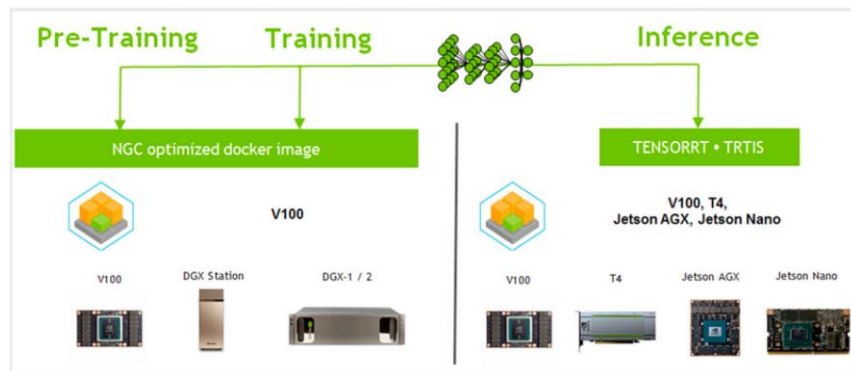 Pre-Training
Training
Inference
NGC optimized docker image
TENSORRT • TRTIS
V100
V100, T4,
Jetson AGX, Jetson Nano
V100
DGX Station
DGX-1 / 2
V100
T4
Jetson AGX
Jetson Nano